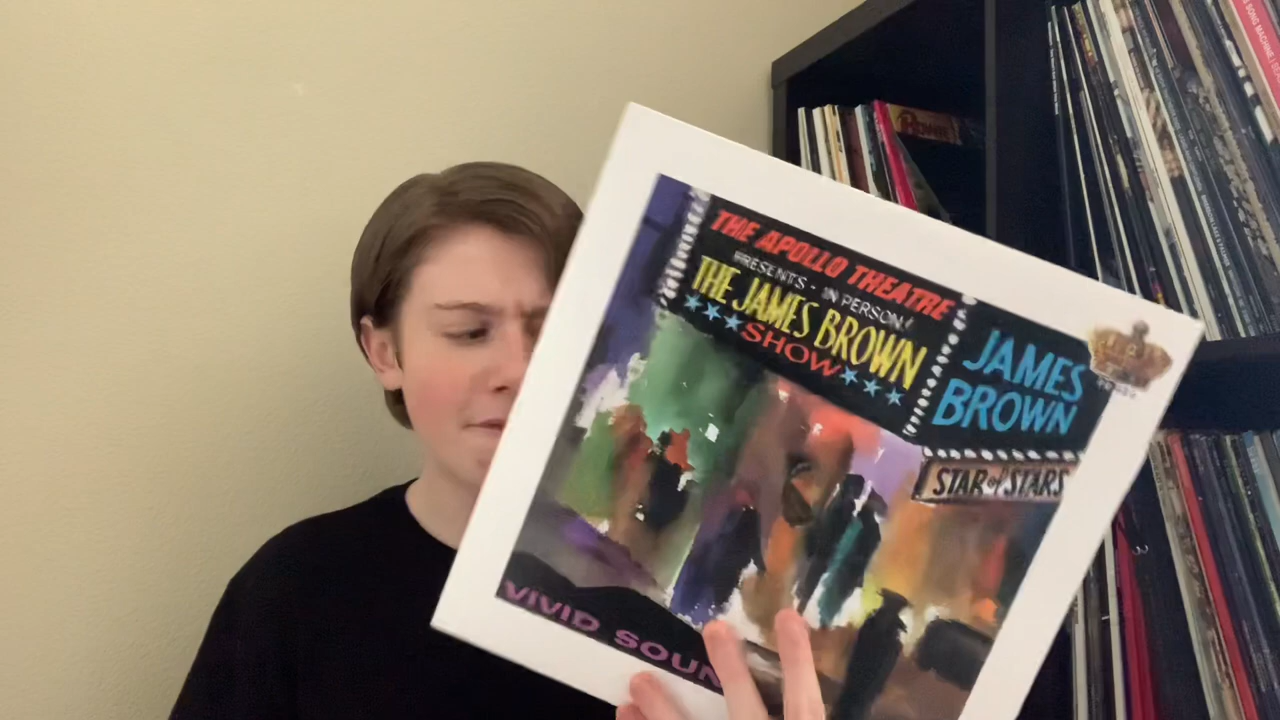 THE APOLLO THEATRE
PRESENTS - IN PERSON!
THE JAMES BROWN
SHOW
JAMES
BROWN
STAR of STARS
VIVID SOUN